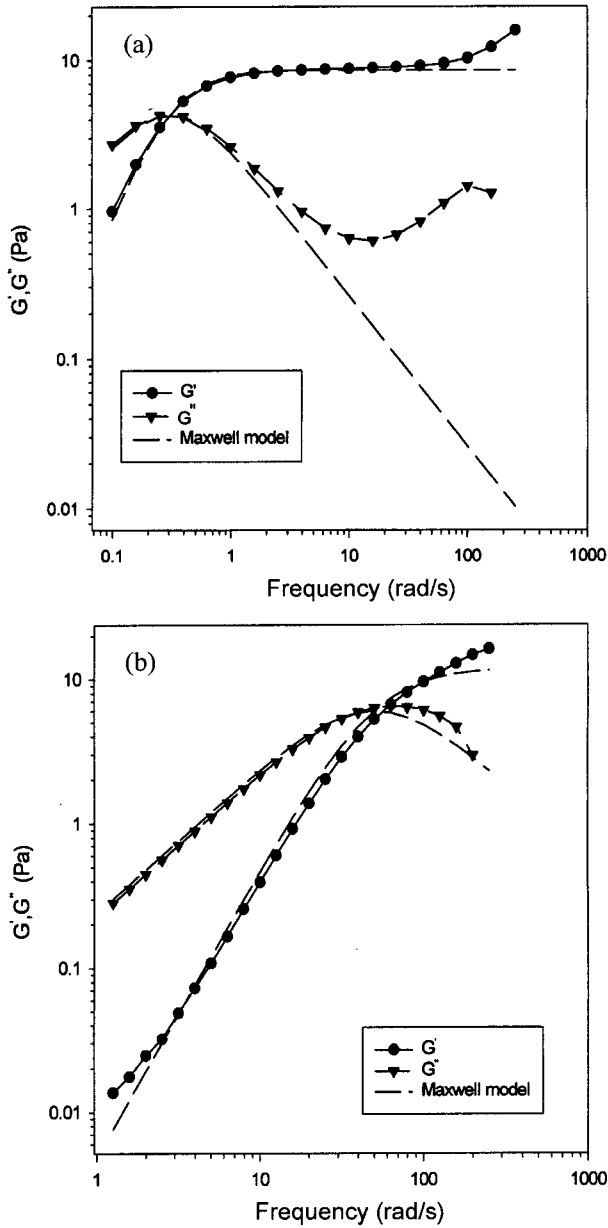 (a)
10
1
0.1
0.01
G',G" (Pa)
G'
G"
Maxwell model
0.1 1 10 100 1000
Frequency (rad/s)
(b)
10
1
0.1
0.01
G',G" (Pa)
G'
G"
Maxwell model
1 10 100 1000
Frequency (rad/s)